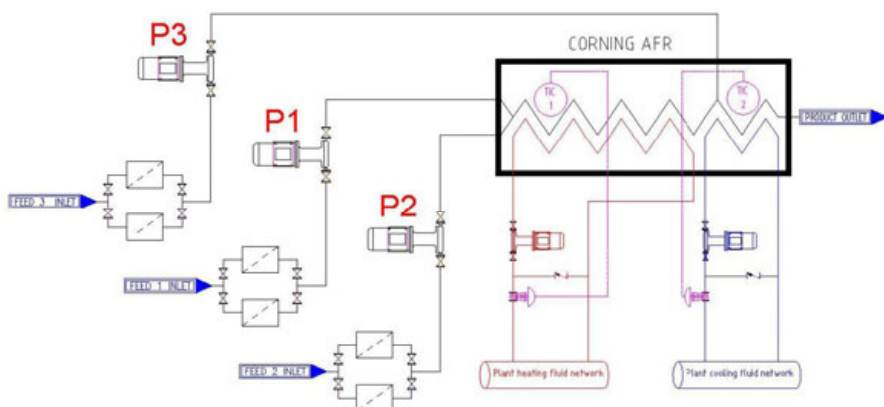 P3
CORNING AFR
P1
TIC
1
TIC
2
PRODUCT OUTLET
P2
FEED 3 INLET
FEED 1 INLET
FEED 2 INLET
Plant heating fluid network
Plant cooling fluid network